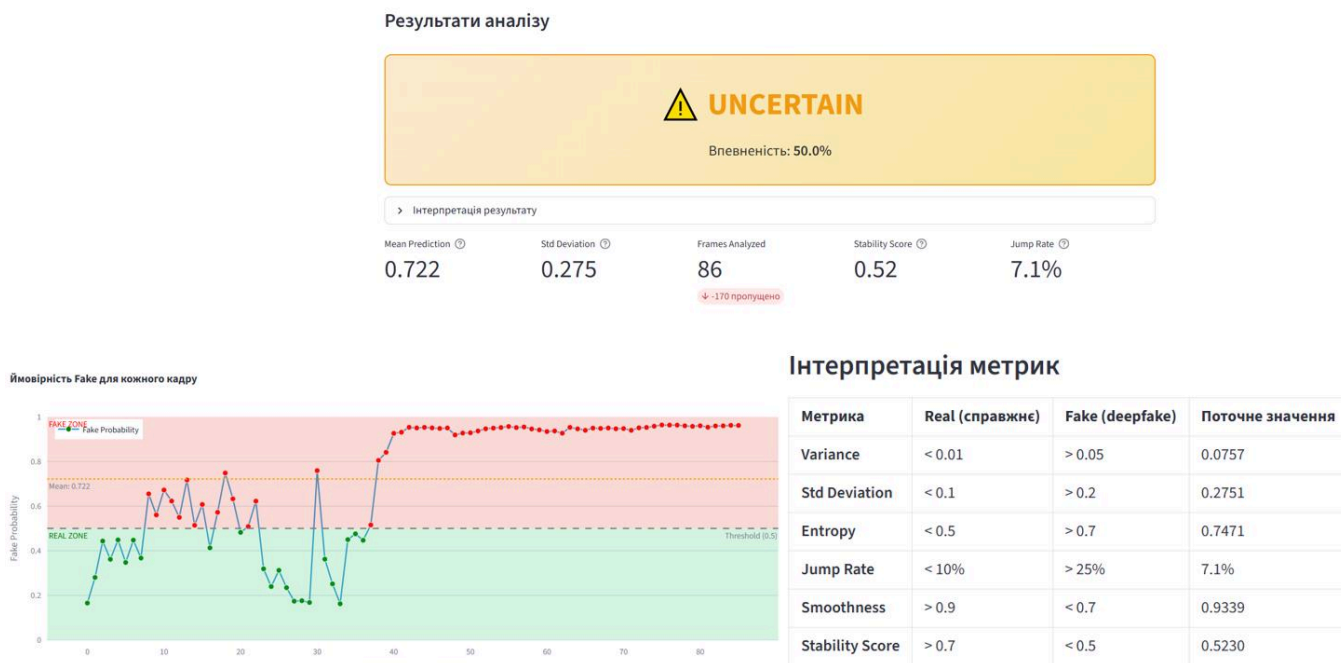 Результати аналізу
UNCERTAIN
Впевненість: 50.0%
Інтерпретація результату
Mean Prediction Std Deviation Frames Analyzed Stability Score Jump Rate
0.722 0.275 86 0.52 7.1%
↓ -170 пропущено
Ймовірність Fake для кожного кадру
FAKE ZONE
Fake Probability
Mean: 0.722
REAL ZONE
Threshold (0.5)
Fake Probability
1
0.8
0.6
0.4
0.2
0
0 10 20 30 40 50 60 70 80
Інтерпретація метрик
Метрика Real (справжнє) Fake (deepfake) Поточне значення
Variance < 0.01 > 0.05 0.0757
Std Deviation < 0.1 > 0.2 0.2751
Entropy < 0.5 > 0.7 0.7471
Jump Rate < 10% > 25% 7.1%
Smoothness > 0.9 < 0.7 0.9339
Stability Score > 0.7 < 0.5 0.5230